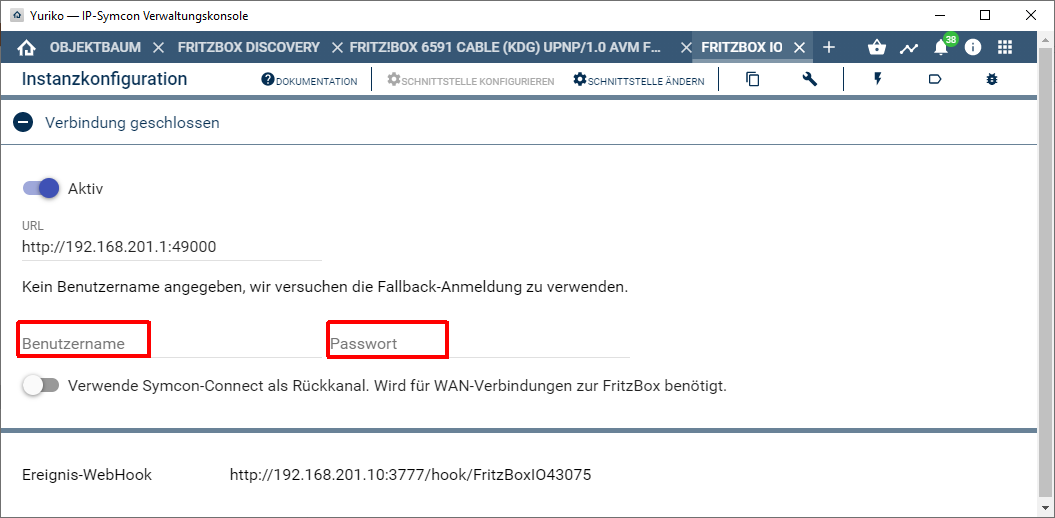 Yuriko — IP-Symcon Verwaltungskonsole
OBJEKTBAUM FRITZBOX DISCOVERY FRITZ!BOX 6591 CABLE (KDG) UPNP/1.0 AVM F... FRITZBOX IO 38
Instanzkonfiguration DOKUMENTATION SCHNITTSTELLE KONFIGURIEREN SCHNITTSTELLE ÄNDERN
Verbindung geschlossen
Aktiv
URL
http://192.168.201.1:49000
Kein Benutzername angegeben, wir versuchen die Fallback-Anmeldung zu verwenden.
Benutzername Passwort
Verwende Symcon-Connect als Rückkanal. Wird für WAN-Verbindungen zur FritzBox benötigt.
Ereignis-WebHook http://192.168.201.10:3777/hook/FritzBoxIO43075